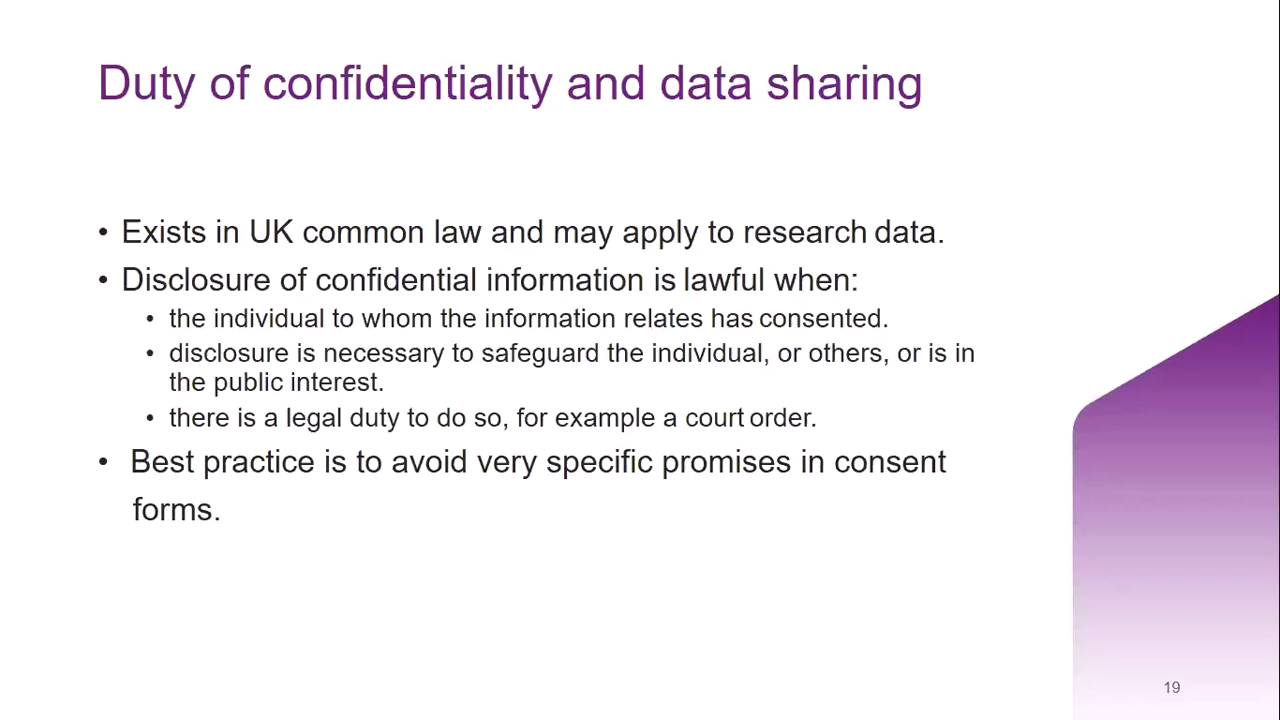 Duty of confidentiality and data sharing
• Exists in UK common law and may apply to research data.
• Disclosure of confidential information is lawful when:
• the individual to whom the information relates has consented.
• disclosure is necessary to safeguard the individual, or others, or is in
the public interest.
• there is a legal duty to do so, for example a court order.
• Best practice is to avoid very specific promises in consent
forms.
19